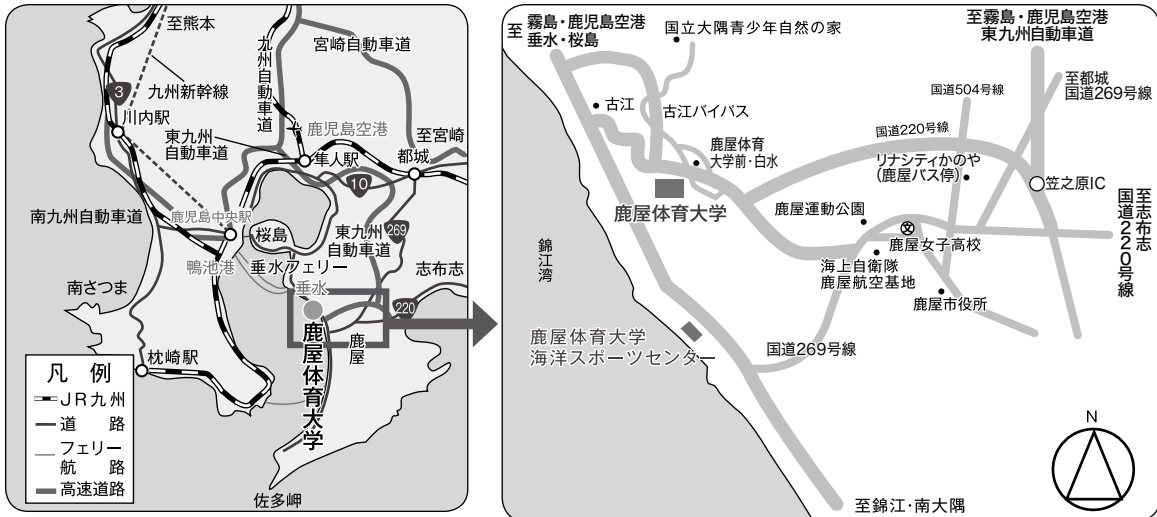 至熊本
3
九州新幹線
川内駅
九州自動車道
宮崎自動車道
東九州
自動車道
鹿児島空港
隼人駅
至宮崎
都城
10
南九州自動車道
鹿児島中央駅
桜島
東九州
自動車道
269
鴨池港
垂水フェリー
垂水
志布志
220
南さつま
鹿屋
鹿屋体育大学
枕崎駅
佐多岬
凡 例
JR九州
道 路
フェリー
航 路
高速道路
至 霧島・鹿児島空港
垂水・桜島
国立大隅青少年自然の家
至霧島・鹿児島空港
東九州自動車道
至都城
国道269号線
古江
古江バイパス
国道504号線
国道220号線
鹿屋体育
大学前・白水
リナシティかのや
(鹿屋バス停)
笠之原IC
鹿屋体育大学
鹿屋運動公園
文
鹿屋女子高校
至志布志
国道220号線
錦江湾
海上自衛隊
鹿屋航空基地
鹿屋市役所
鹿屋体育大学
海洋スポーツセンター
国道269号線
N
至錦江・南大隅